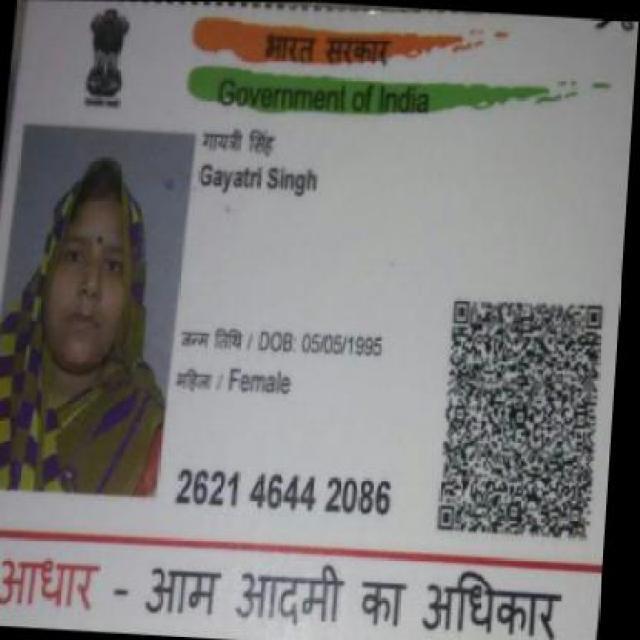 भारत सरकार
Government of India
गायत्री सिंह
Gayatri Singh
जन्म तिथि / DOB: 05/05/1995
महिला / Female
2621 4644 2086
आधार - आम आदमी का अधिकार